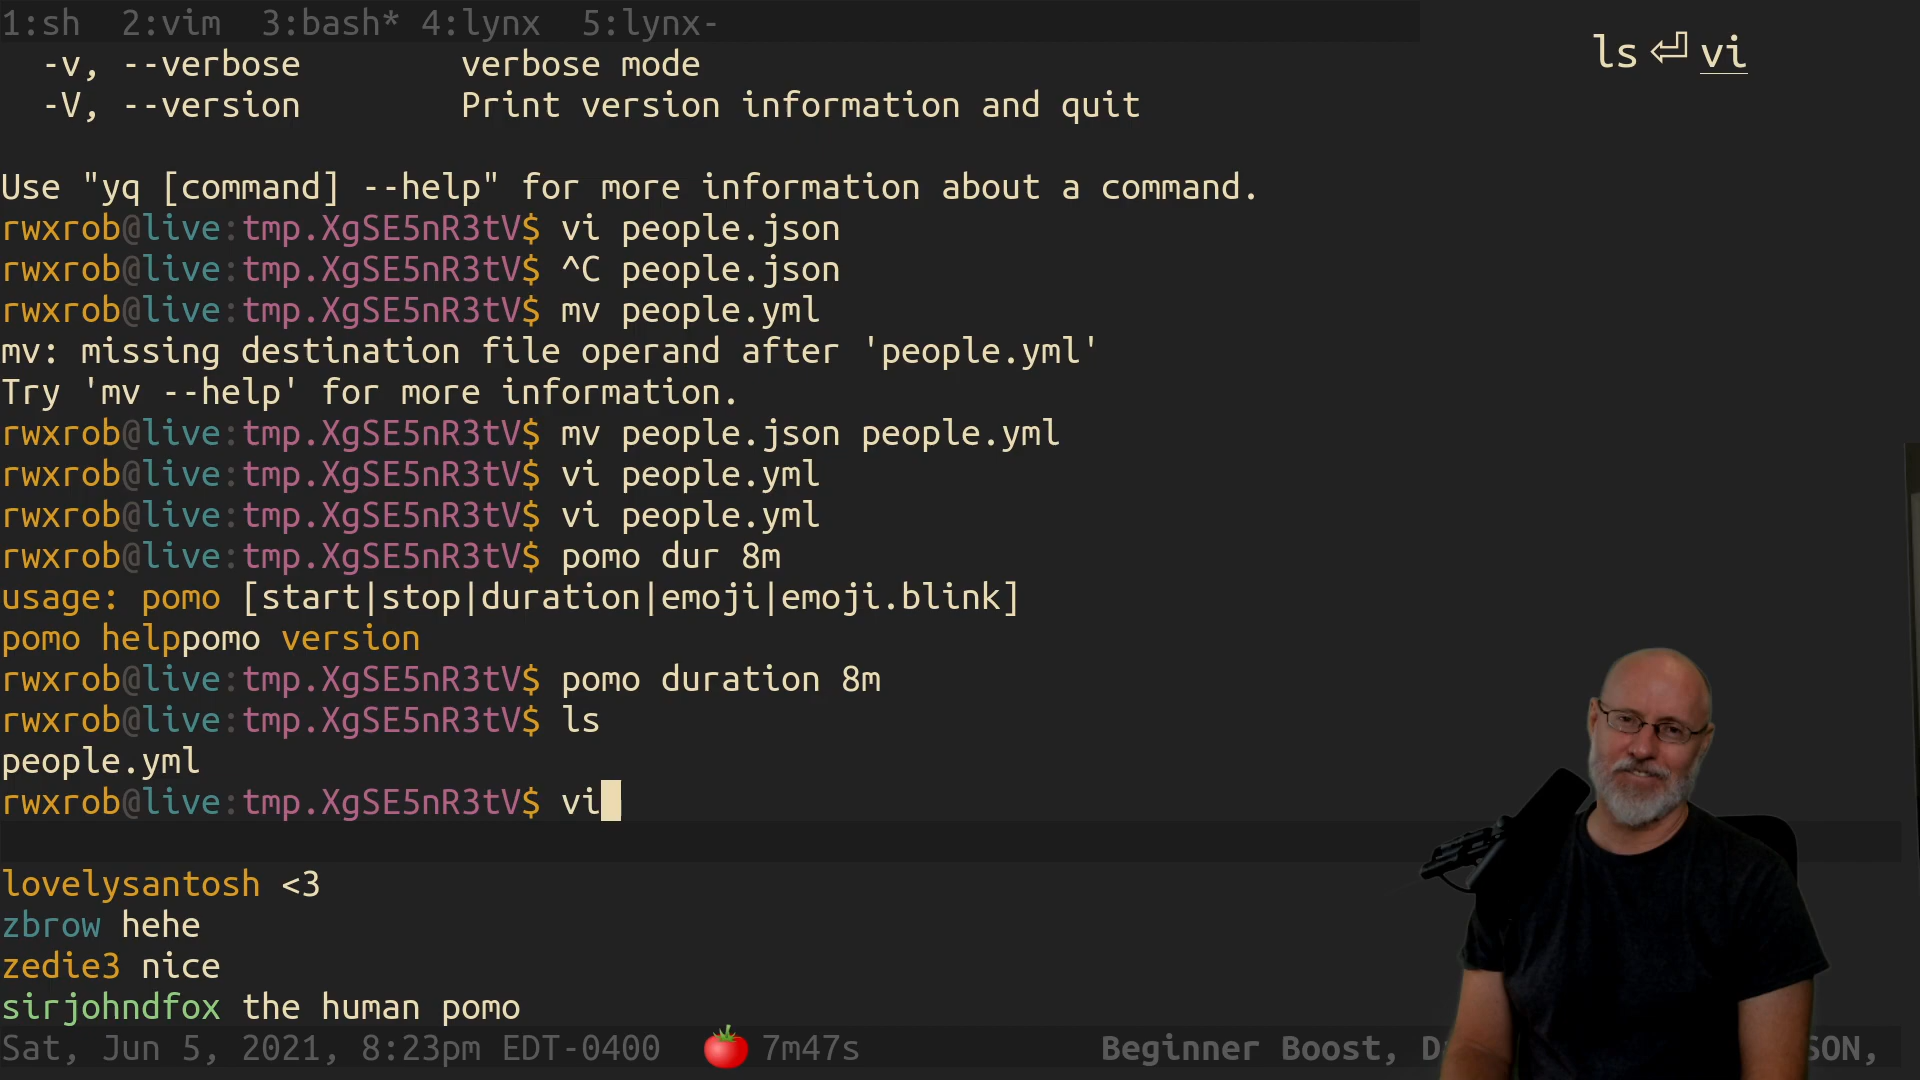 1:sh  2:vim  3:bash* 4:lynx  5:lynx-
ls⏎vi
-v, --verbose        verbose mode
-V, --version        Print version information and quit
Use "yq [command] --help" for more information about a command.
rwxrob@live:tmp.XgSE5nR3tV$ vi people.json
rwxrob@live:tmp.XgSE5nR3tV$ ^C people.json
rwxrob@live:tmp.XgSE5nR3tV$ mv people.yml
mv: missing destination file operand after 'people.yml'
Try 'mv --help' for more information.
rwxrob@live:tmp.XgSE5nR3tV$ mv people.json people.yml
rwxrob@live:tmp.XgSE5nR3tV$ vi people.yml
rwxrob@live:tmp.XgSE5nR3tV$ vi people.yml
rwxrob@live:tmp.XgSE5nR3tV$ pomo dur 8m
usage: pomo [start|stop|duration|emoji|emoji.blink]
pomo helppomo version
rwxrob@live:tmp.XgSE5nR3tV$ pomo duration 8m
rwxrob@live:tmp.XgSE5nR3tV$ ls
people.yml
rwxrob@live:tmp.XgSE5nR3tV$ vi
lovelysantosh <3
zbrow hehe
zedie3 nice
sirjohndfox the human pomo
Sat, Jun 5, 2021, 8:23pm EDT-0400 🍅 7m47s Beginner Boost,